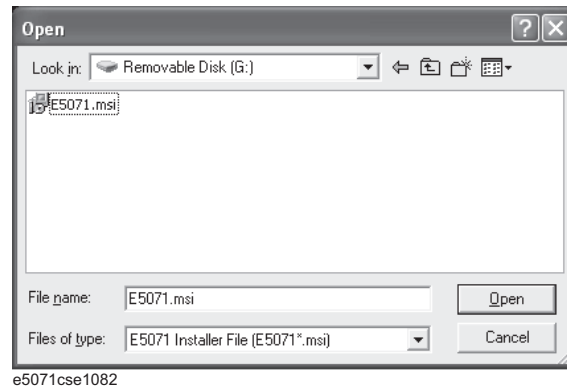 Open
Look in: Removable Disk (G:)
E5071.msi
File name: E5071.msi Open
Files of type: E5071 Installer File (E5071*.msi) Cancel
e5071cse1082